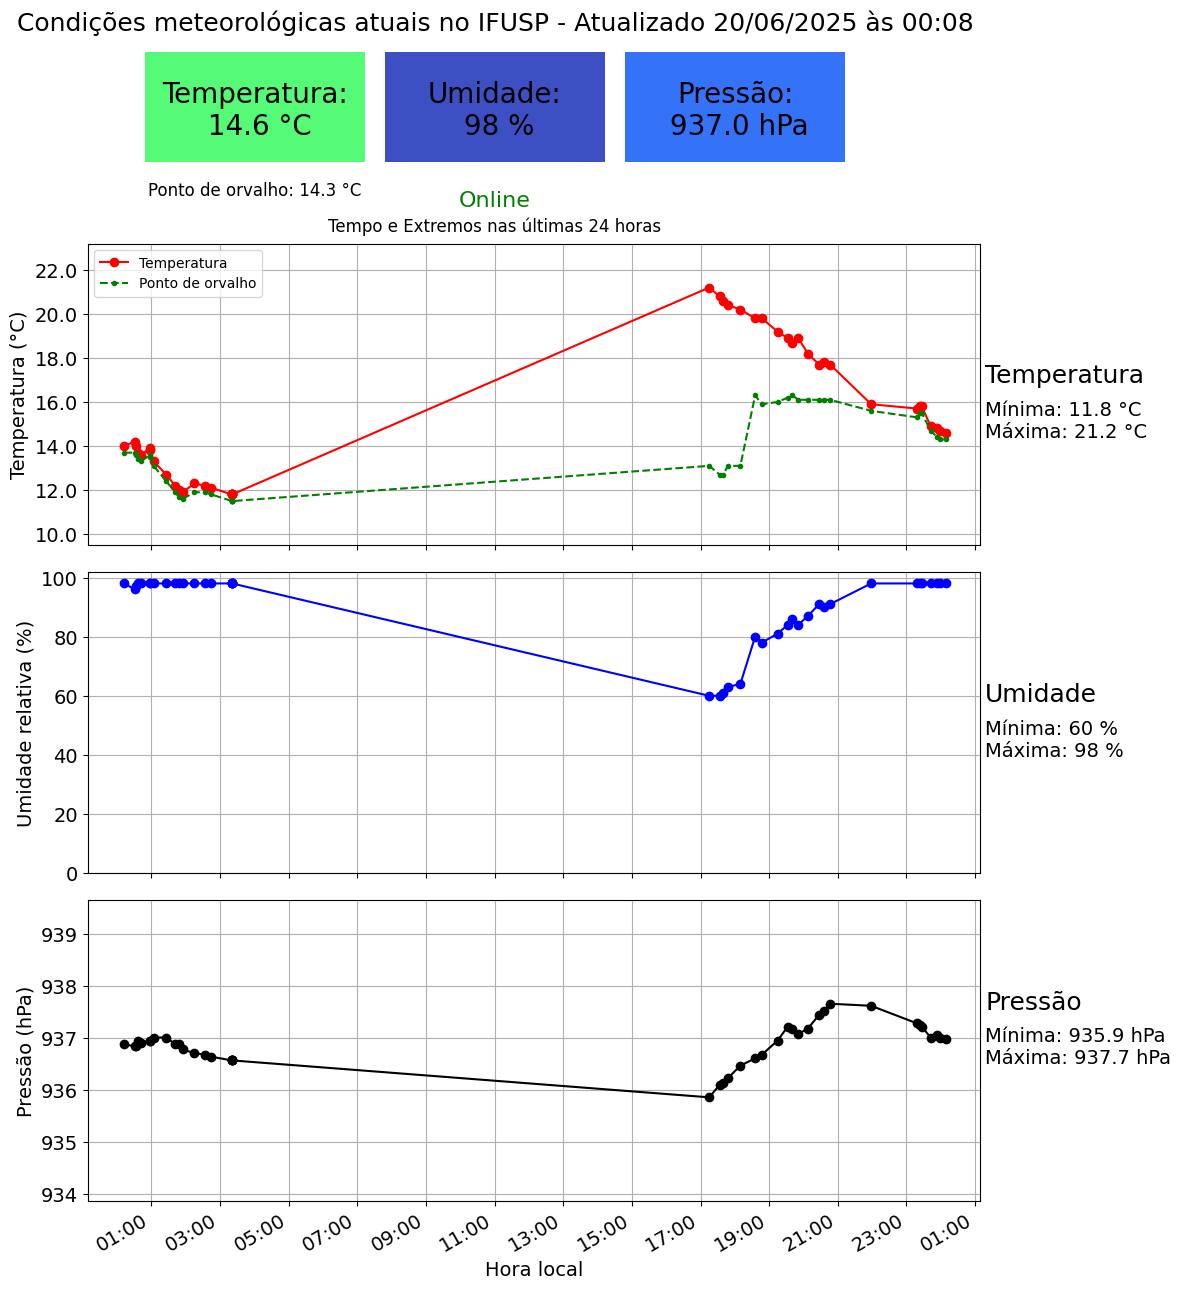 Condições meteorológicas atuais no IFUSP - Atualizado 20/06/2025 às 00:08
Temperatura:
14.6 °C
Umidade:
98 %
Pressão:
937.0 hPa
Ponto de orvalho: 14.3 °C
Online
Tempo e Extremos nas últimas 24 horas
Temperatura
Ponto de orvalho
Temperatura (°C)
22.0
20.0
18.0
16.0
14.0
12.0
10.0
Temperatura
Mínima: 11.8 °C
Máxima: 21.2 °C
Umidade relativa (%)
100
80
60
40
20
0
Umidade
Mínima: 60 %
Máxima: 98 %
Pressão (hPa)
939
938
937
936
935
934
Pressão
Mínima: 935.9 hPa
Máxima: 937.7 hPa
01:00
03:00
05:00
07:00
09:00
11:00
13:00
15:00
17:00
19:00
21:00
23:00
01:00
Hora local